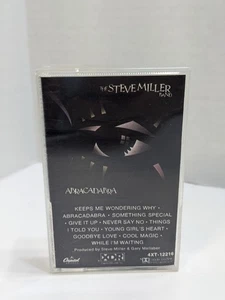 THE STEVE MILLER
BAND
ABRACADABRA
KEEPS ME WONDERING WHY •
ABRACADABRA • SOMETHING SPECIAL
• GIVE IT UP • NEVER SAY NO • THINGS
I TOLD YOU • YOUNG GIRL'S HEART •
GOODBYE LOVE • COOL MAGIC •
WHILE I'M WAITING
Produced by Steve Miller & Gary Mallaber
4XT-12216
Capitol
XDR